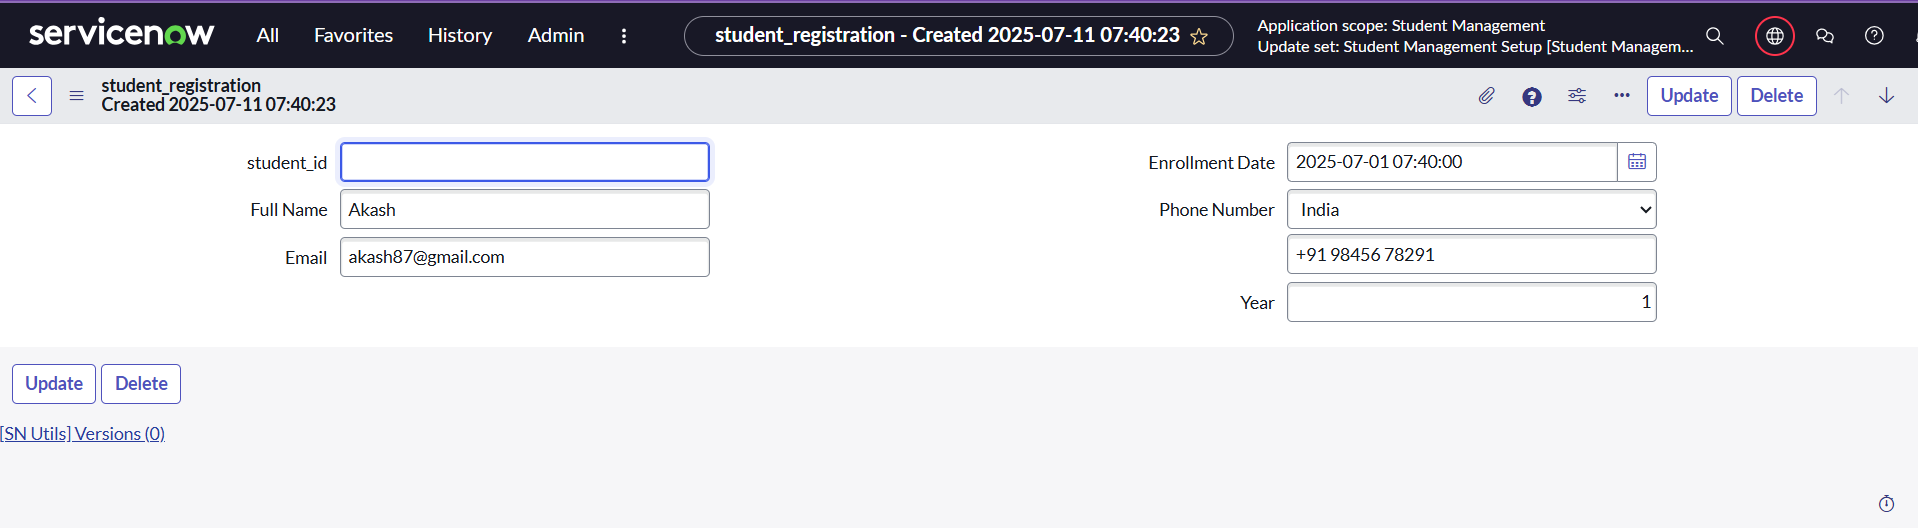 servicenow
All
Favorites
History
Admin
student_registration - Created 2025-07-11 07:40:23
Application scope: Student Management
Update set: Student Management Setup [Student Managem...
student_registration
Created 2025-07-11 07:40:23
Update
Delete
student_id
Full Name
Akash
Email
akash87@gmail.com
Enrollment Date
2025-07-01 07:40:00
Phone Number
India
+91 98456 78291
Year
1
Update
Delete
[SN Utils] Versions (0)